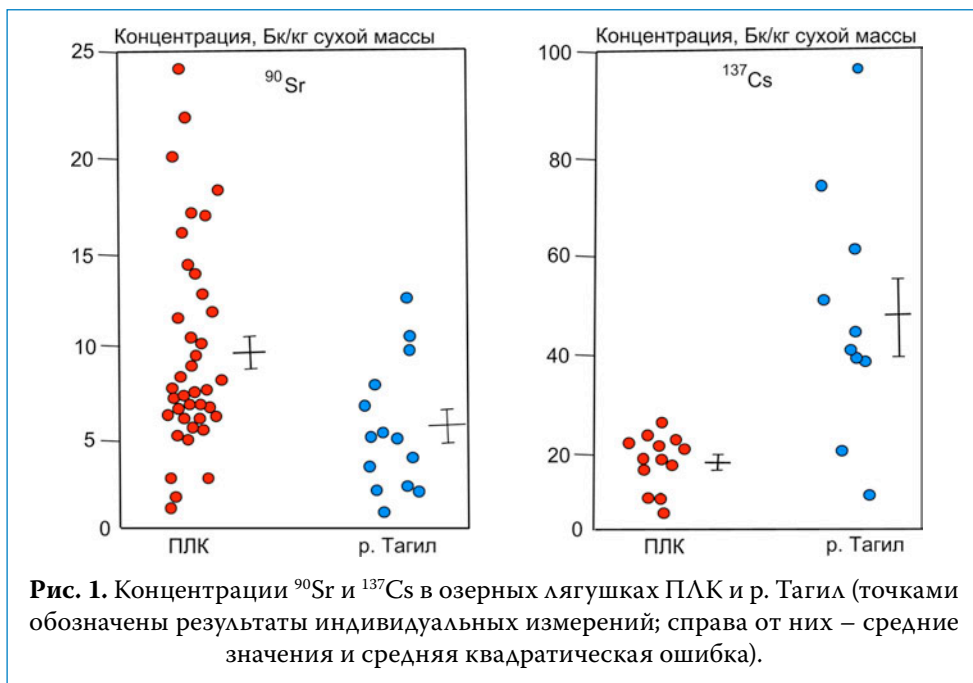 Концентрация, Бк/кг сухой массы
25
⁹⁰Sr
20
15
10
5
0
ПЛК
р. Тагил
Концентрация, Бк/кг сухой массы
100
¹³⁷Cs
80
60
40
20
0
ПЛК
р. Тагил
Рис. 1. Концентрации ⁹⁰Sr и ¹³⁷Cs в озерных лягушках ПЛК и р. Тагил (точками
обозначены результаты индивидуальных измерений; справа от них – средние
значения и средняя квадратическая ошибка).